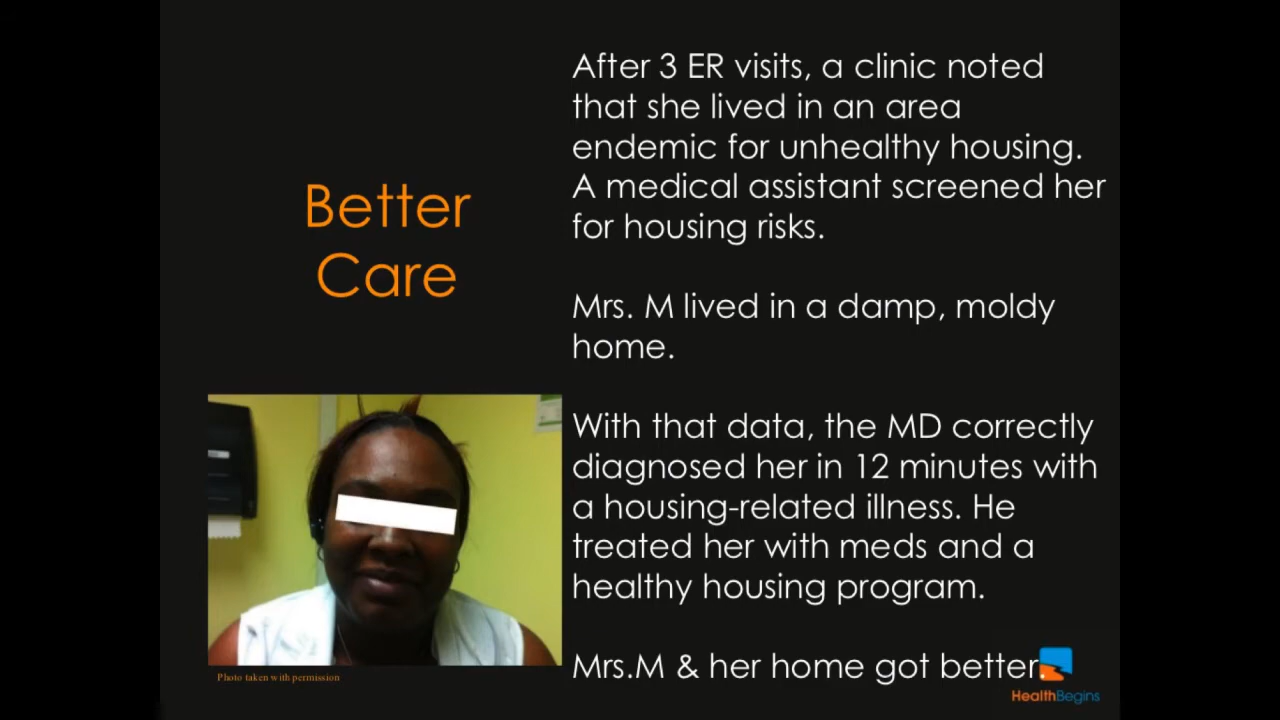 Better
Care
After 3 ER visits, a clinic noted
that she lived in an area
endemic for unhealthy housing.
A medical assistant screened her
for housing risks.
Mrs. M lived in a damp, moldy
home.
With that data, the MD correctly
diagnosed her in 12 minutes with
a housing-related illness. He
treated her with meds and a
healthy housing program.
Mrs.M & her home got better.
Photo taken with permission
HealthBegins